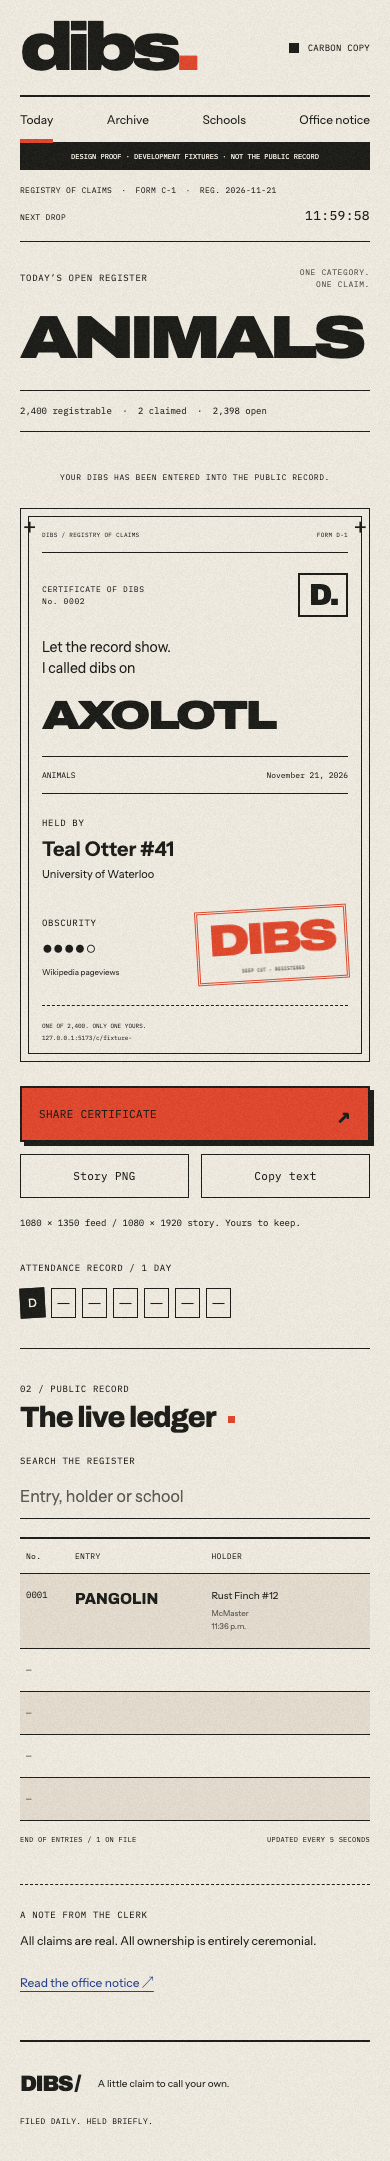 dibs.
CARBON COPY
Today Archive Schools Office notice
DESIGN PROOF · DEVELOPMENT FIXTURES · NOT THE PUBLIC RECORD
REGISTRY OF CLAIMS · FORM C-1 · REG. 2026-11-21
NEXT DROP 11:59:58
TODAY'S OPEN REGISTER
ONE CATEGORY.
ONE CLAIM.
ANIMALS
2,400 registrable · 2 claimed · 2,398 open
YOUR DIBS HAS BEEN ENTERED INTO THE PUBLIC RECORD.
DIBS / REGISTRY OF CLAIMS FORM D-1
CERTIFICATE OF DIBS
No. 0002
D.
Let the record show.
I called dibs on
AXOLOTL
ANIMALS November 21, 2026
HELD BY
Teal Otter #41
University of Waterloo
OBSCURITY
Wikipedia pageviews
DIBS
DEEP CUT · REGISTERED
ONE OF 2,400. ONLY ONE YOURS.
127.0.0.1:5173/c/fixture-
SHARE CERTIFICATE ↗
Story PNG Copy text
1080 × 1350 feed / 1080 × 1920 story. Yours to keep.
ATTENDANCE RECORD / 1 DAY
D — — — — — —
02 / PUBLIC RECORD
The live ledger
SEARCH THE REGISTER
Entry, holder or school
No. ENTRY HOLDER
0001 PANGOLIN Rust Finch #12
McMaster
11:36 p.m.
—
—
—
—
END OF ENTRIES / 1 ON FILE UPDATED EVERY 5 SECONDS
A NOTE FROM THE CLERK
All claims are real. All ownership is entirely ceremonial.
Read the office notice ↗
DIBS/ A little claim to call your own.
FILED DAILY. HELD BRIEFLY.